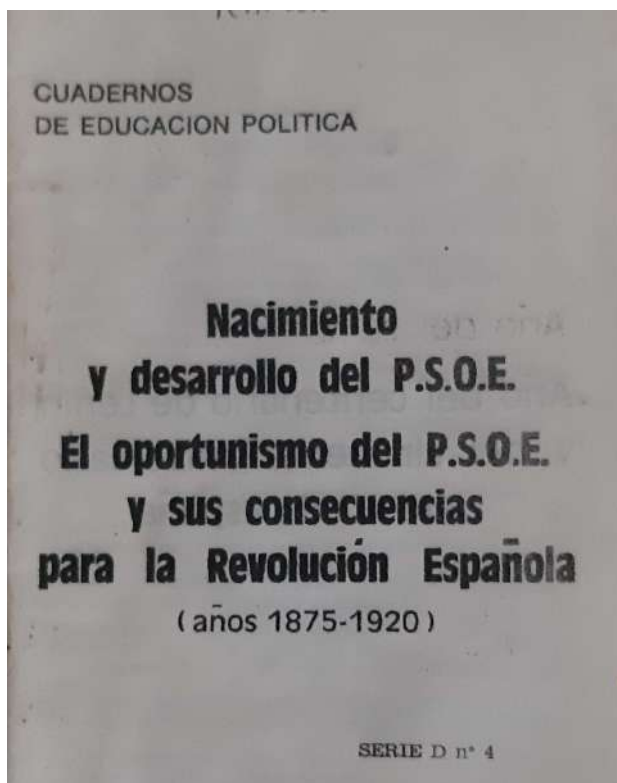 CUADERNOS
DE EDUCACION POLITICA
Nacimiento
y desarrollo del P.S.O.E.
El oportunismo del P.S.O.E.
y sus consecuencias
para la Revolución Española
(años 1875-1920)
SERIE D nº 4